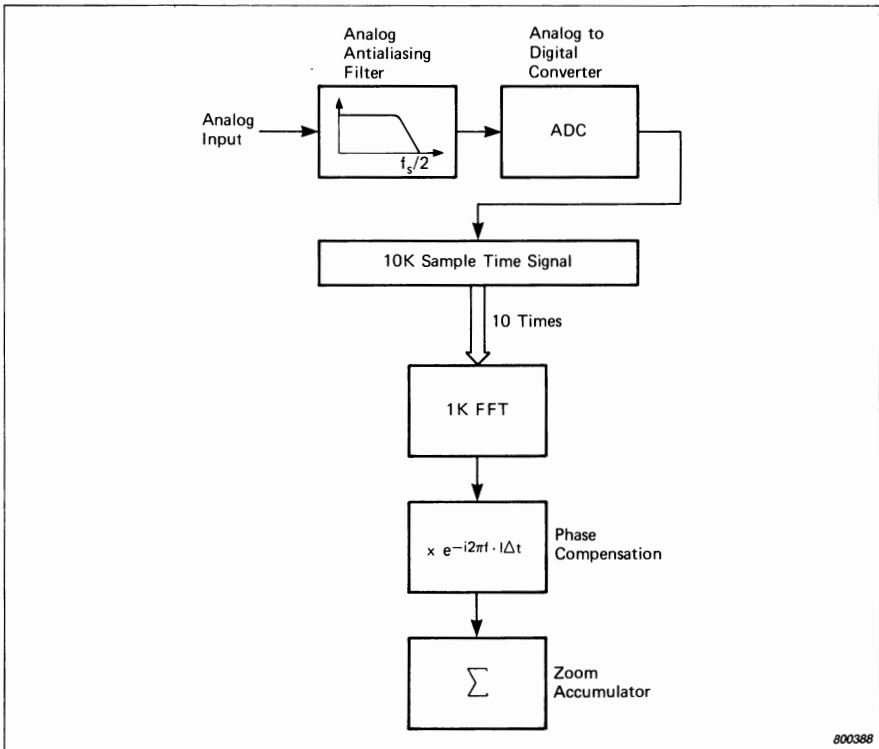 Analog
Antialiasing
Filter
Analog to
Digital
Converter
Analog
Input
f_s/2
ADC
10K Sample Time Signal
10 Times
1K FFT
x e^{−i2πf · lΔt}
Phase
Compensation
Σ
Zoom
Accumulator
800388